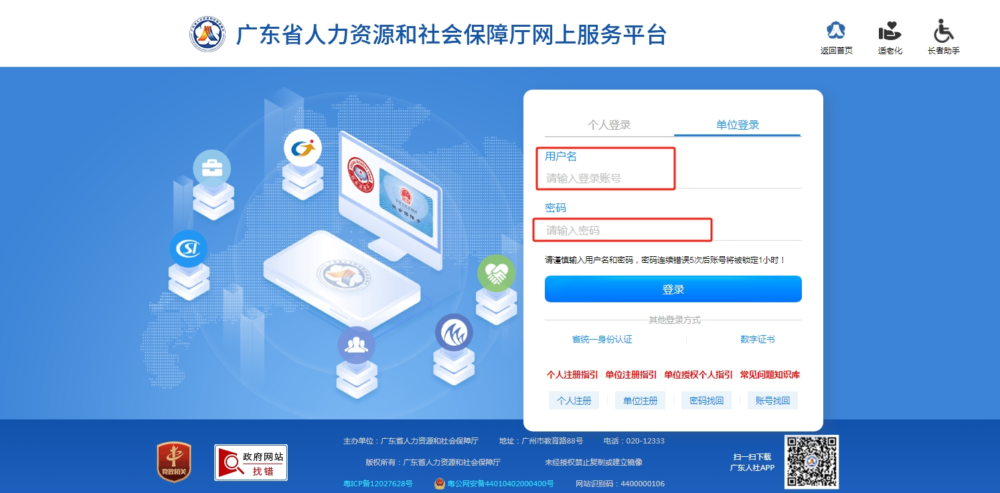 广东省人力资源和社会保障厅网上服务平台
返回首页 适老化 长者助手
个人登录 单位登录
用户名
请输入登录账号
密码
请输入密码
请谨慎输入用户名和密码，密码连续错误5次后账号将被锁定1小时！
登录
其他登录方式
省统一身份认证 数字证书
个人注册指引 单位注册指引 单位授权个人指引 常见问题知识库
个人注册 单位注册 密码找回 账号找回
中华人民共和国
社会保障卡
党政机关
政府网站
找错
主办单位：广东省人力资源和社会保障厅 地址：广州市教育路88号 电话：020-12333
版权所有：广东省人力资源和社会保障厅 未经授权禁止复制或建立镜像
粤ICP备12027628号 粤公网安备44010402000400号 网站识别码：4400000106
扫一扫下载
广东人社APP